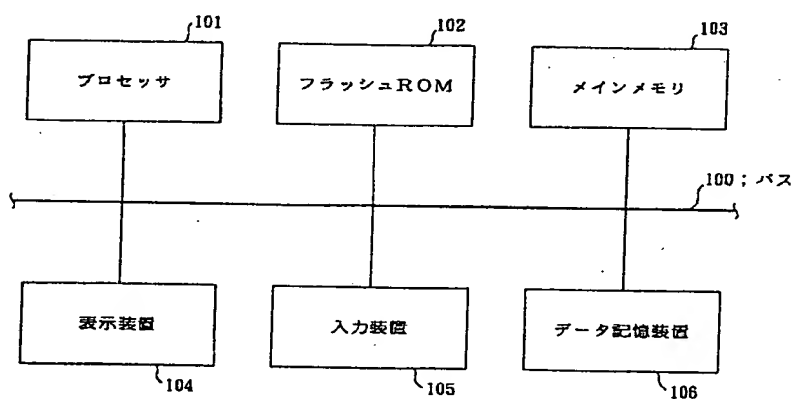 101
102
103
プロセッサ
フラッシュROM
メインメモリ
100;バス
表示装置
入力装置
データ記憶装置
104
105
106